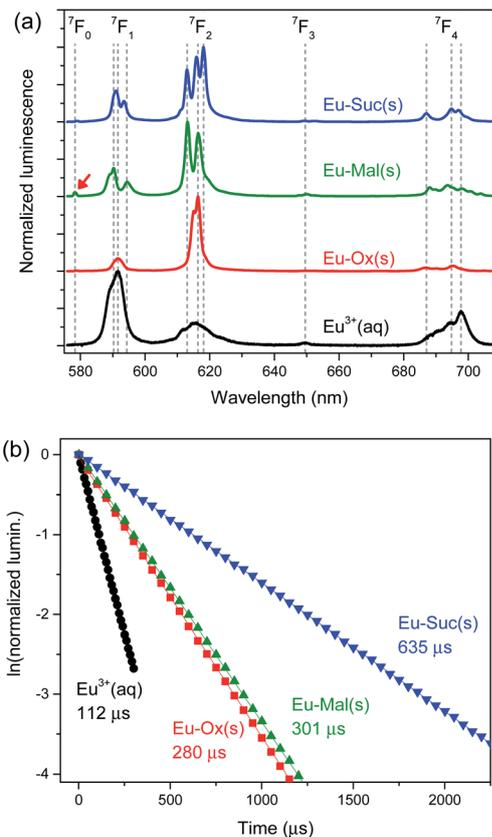 (a)
⁷F₀ ⁷F₁ ⁷F₂ ⁷F₃ ⁷F₄
Normalized luminescence
Eu-Suc(s)
Eu-Mal(s)
Eu-Ox(s)
Eu³⁺(aq)
580 600 620 640 660 680 700
Wavelength (nm)
(b)
ln(normalized lumin.)
0
-1
-2
-3
-4
Eu-Suc(s)
635 µs
Eu³⁺(aq)
112 µs
Eu-Mal(s)
301 µs
Eu-Ox(s)
280 µs
0 500 1000 1500 2000
Time (µs)